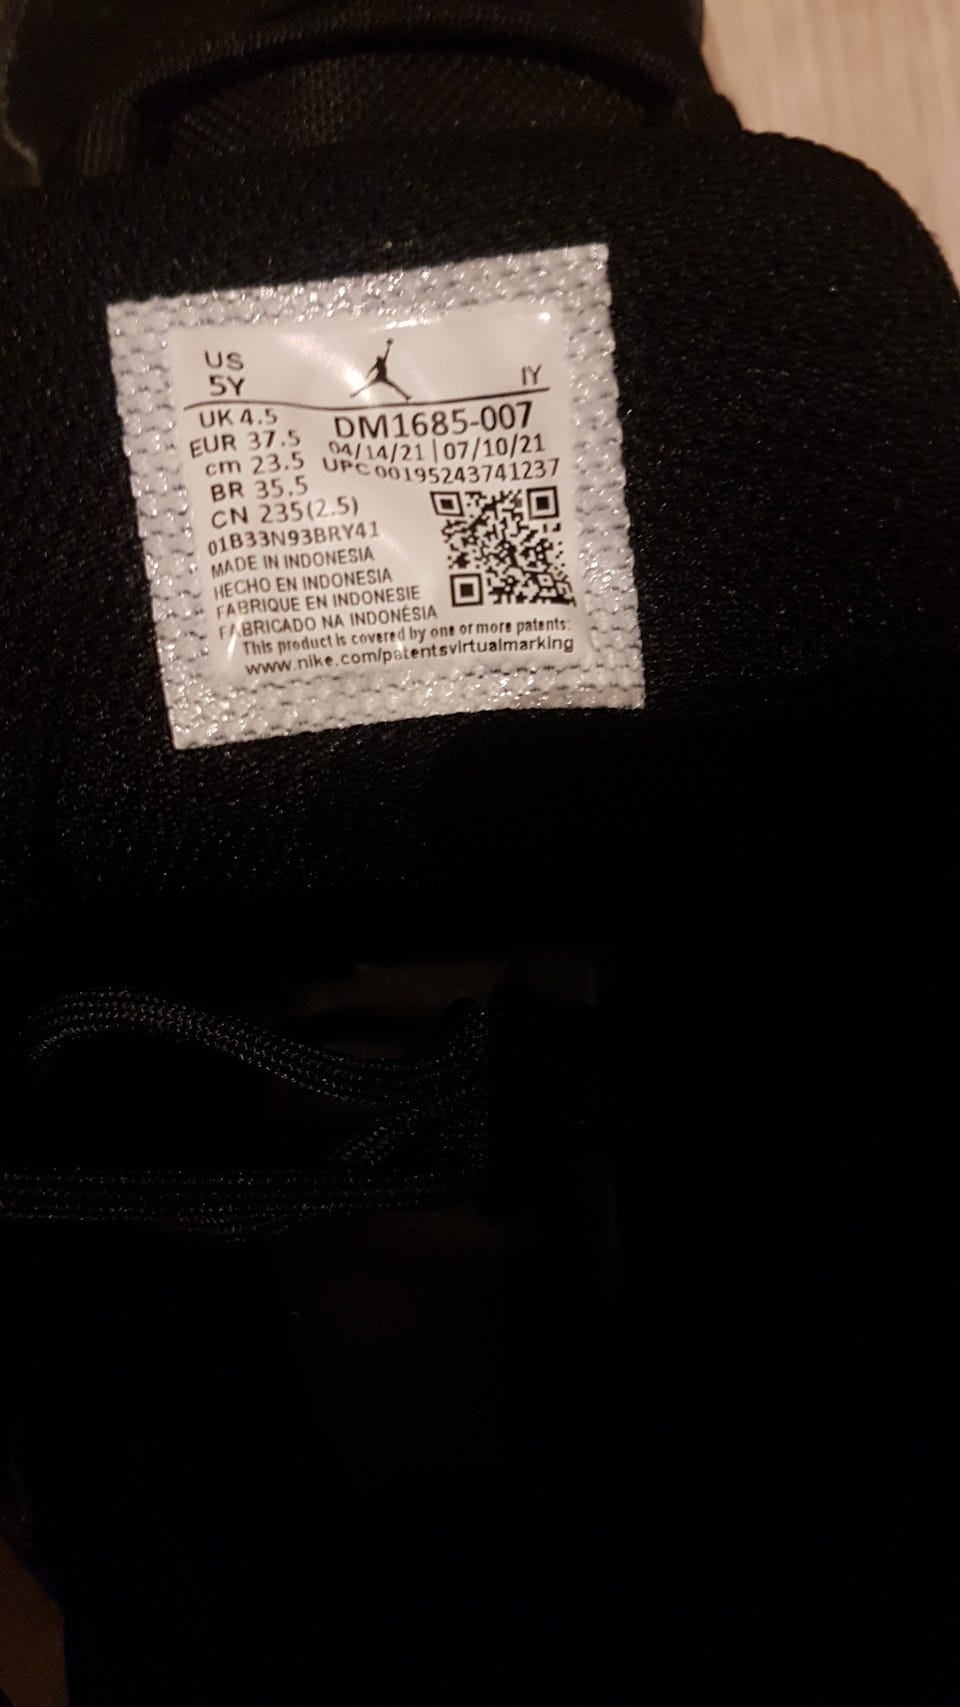 US
5Y
IY
UK 4.5
EUR 37.5
cm 23.5
BR 35.5
CN 235(2.5)
DM1685-007
04/14/21 | 07/10/21
UPC 00195243741237
01B33N93BRY41
MADE IN INDONESIA
HECHO EN INDONESIA
FABRIQUE EN INDONESIE
FABRICADO NA INDONÉSIA
This product is covered by one or more patents:
www.nike.com/patentsvirtualmarking